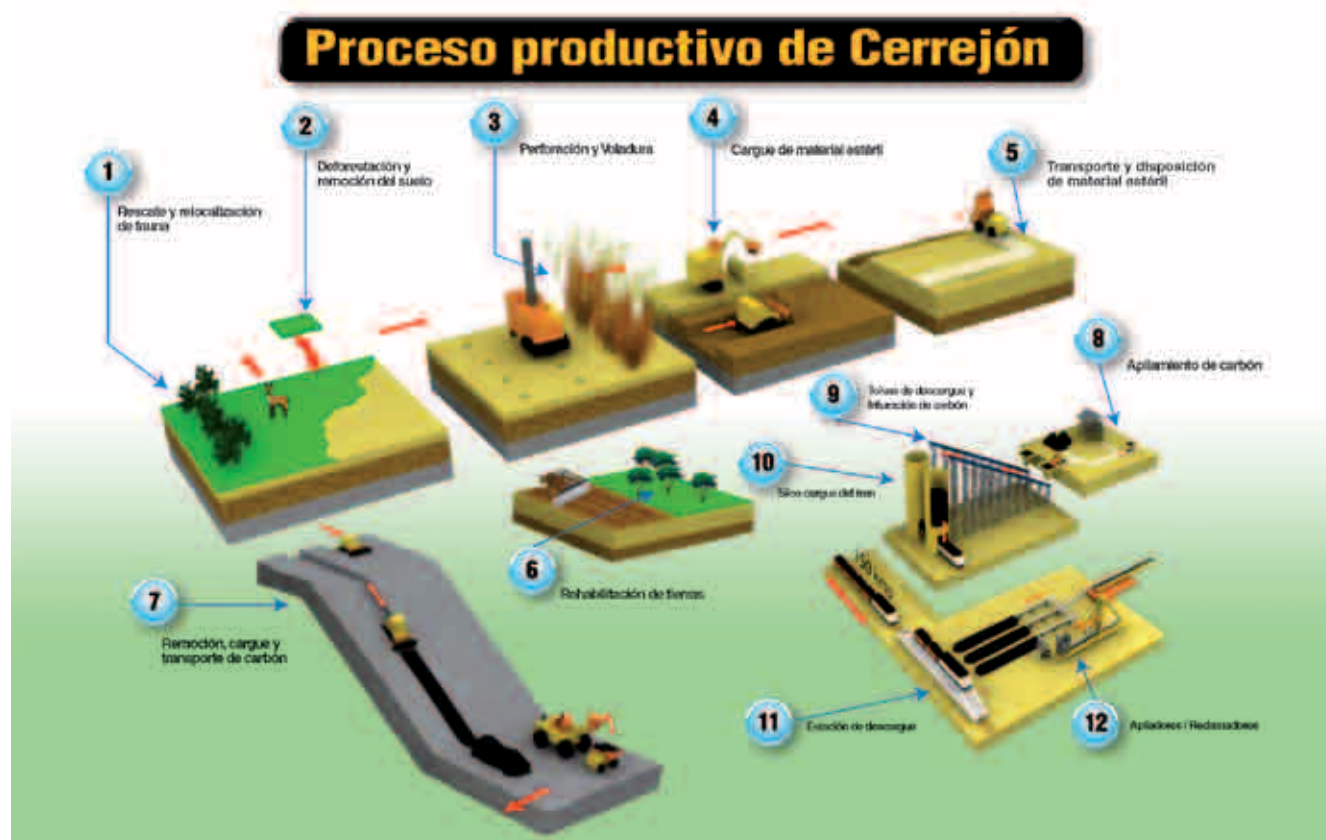 Proceso productivo de Cerrejón
1
Rescate y relocalización
de fauna
2
Deforestación y
remoción del suelo
3
Perforación y Voladura
4
Cargue de material estéril
5
Transporte y disposición
de material estéril
6
Rehabilitación de tierras
7
Remoción, cargue y
transporte de carbón
8
Apilamiento de carbón
9
Tolvas de descargue y
trituración de carbón
10
Silos cargue del tren
11
Estación de descargue
12
Apiladores / Reclamadores